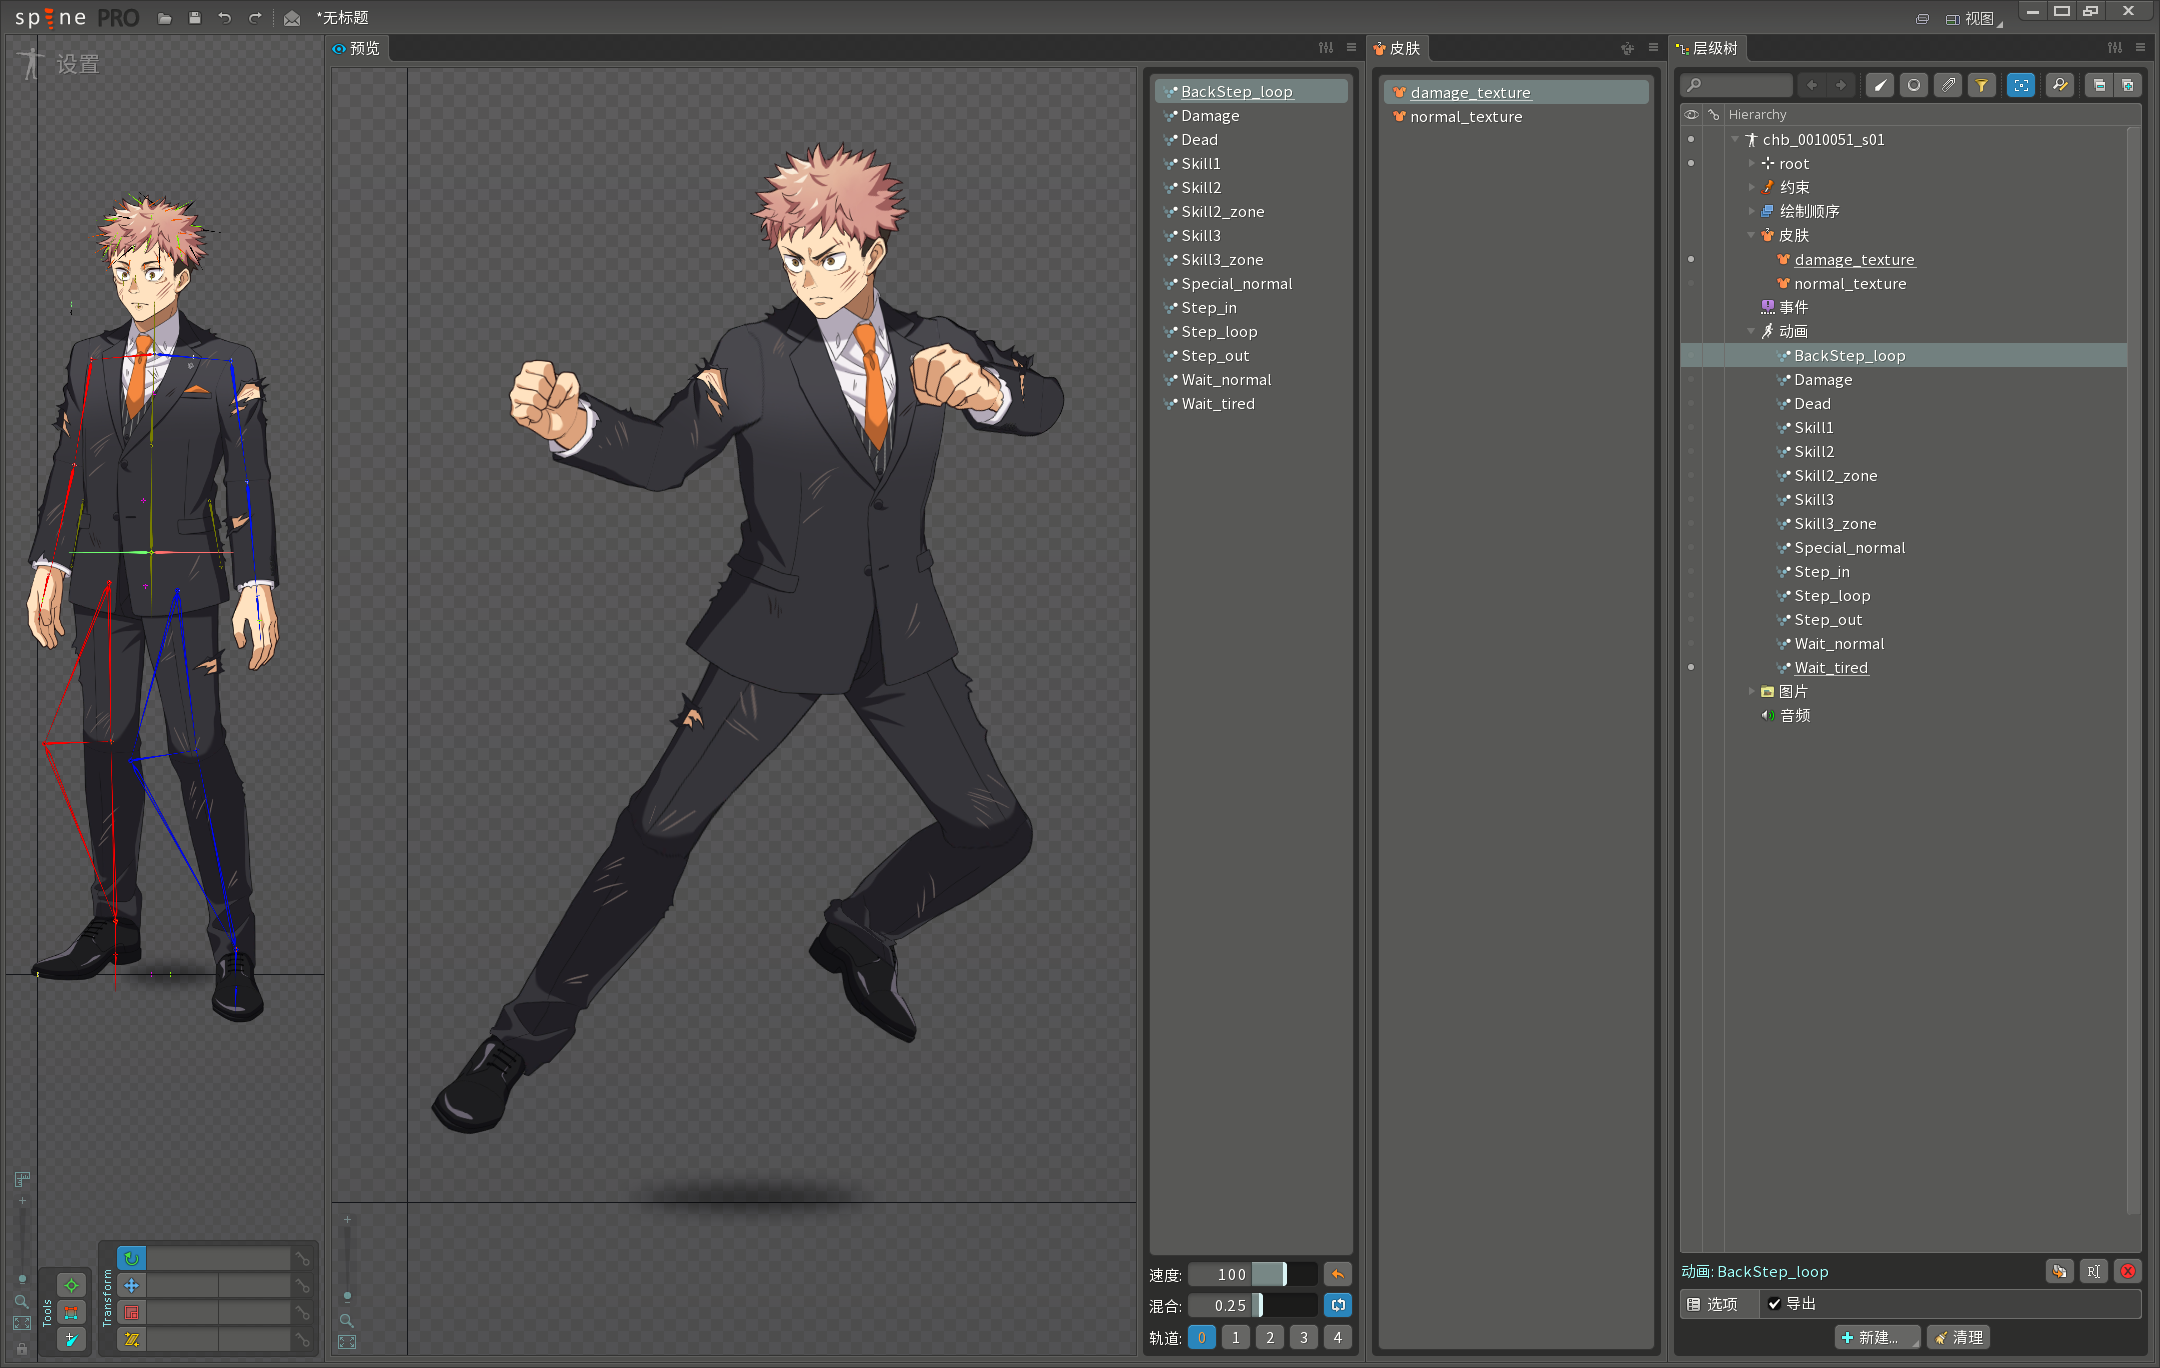 spine PRO
*无标题
视图
设置
预览
BackStep_loop
Damage
Dead
Skill1
Skill2
Skill2_zone
Skill3
Skill3_zone
Special_normal
Step_in
Step_loop
Step_out
Wait_normal
Wait_tired
速度: 100
混合: 0.25
轨道: 0 1 2 3 4
Tools
Transform
皮肤
damage_texture
normal_texture
层级树
Hierarchy
chb_0010051_s01
root
约束
绘制顺序
皮肤
damage_texture
normal_texture
事件
动画
BackStep_loop
Damage
Dead
Skill1
Skill2
Skill2_zone
Skill3
Skill3_zone
Special_normal
Step_in
Step_loop
Step_out
Wait_normal
Wait_tired
图片
音频
动画: BackStep_loop
选项 导出
新建... 清理